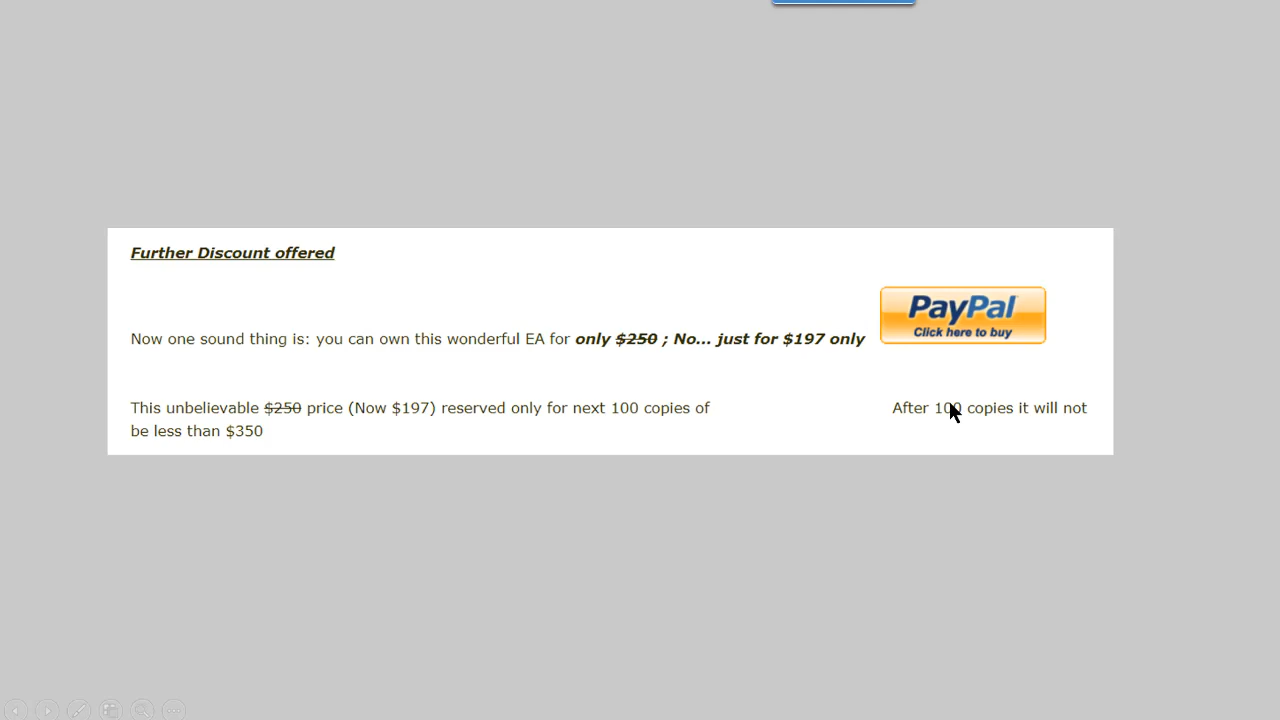 Further Discount offered
PayPal
Click here to buy
Now one sound thing is: you can own this wonderful EA for only $250 ; No... just for $197 only
This unbelievable $250 price (Now $197) reserved only for next 100 copies of After 100 copies it will not
be less than $350